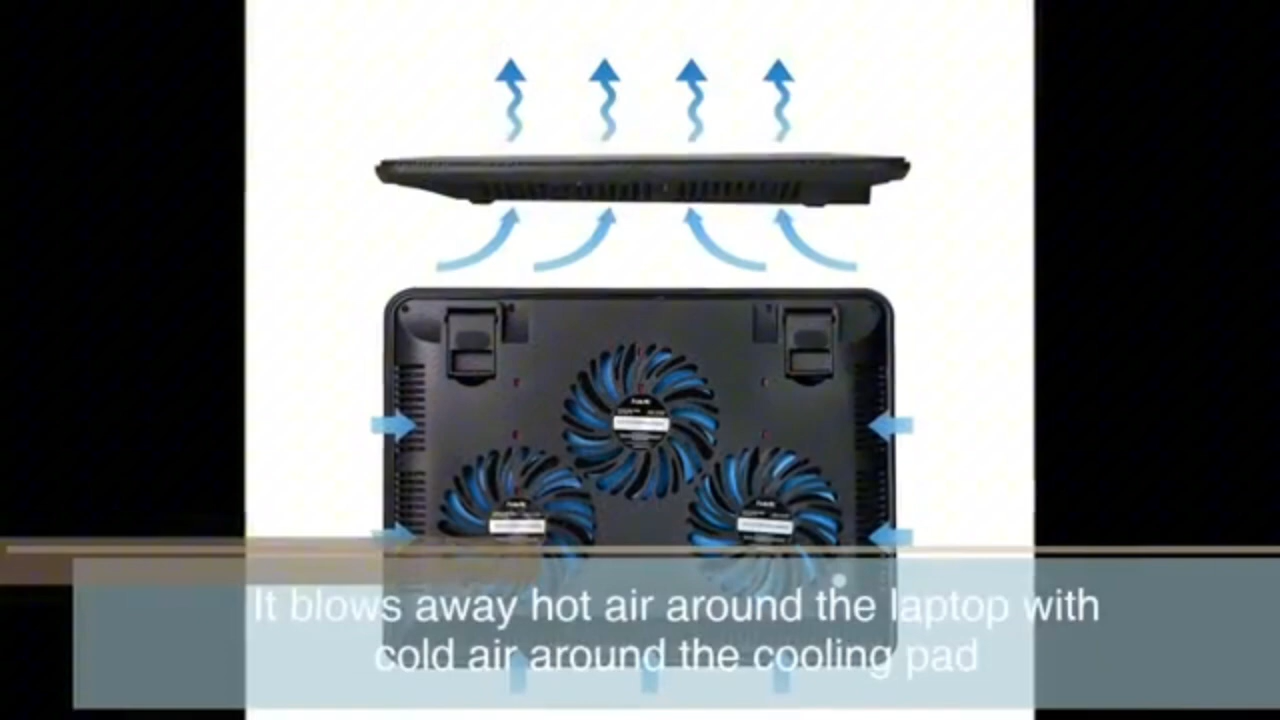 It blows away hot air around the laptop with
cold air around the cooling pad